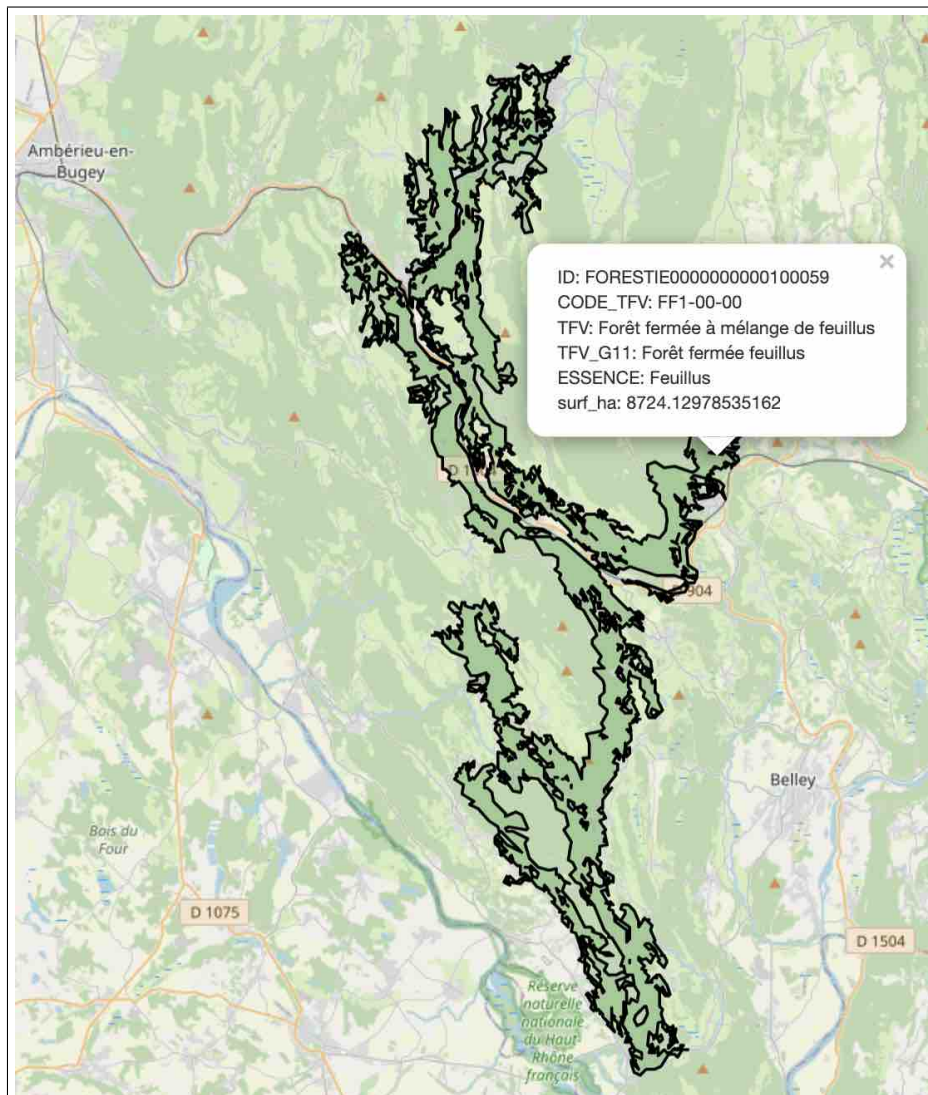 Ambérieu-en-
Bugey
×
ID: FORESTIE0000000000100059
CODE_TFV: FF1-00-00
TFV: Forêt fermée à mélange de feuillus
TFV_G11: Forêt fermée feuillus
ESSENCE: Feuillus
surf_ha: 8724.12978535162
904
Belley
Bois du
Four
D 1075
D 1504
Réserve
naturelle
nationale
du Haut-
Rhône
français